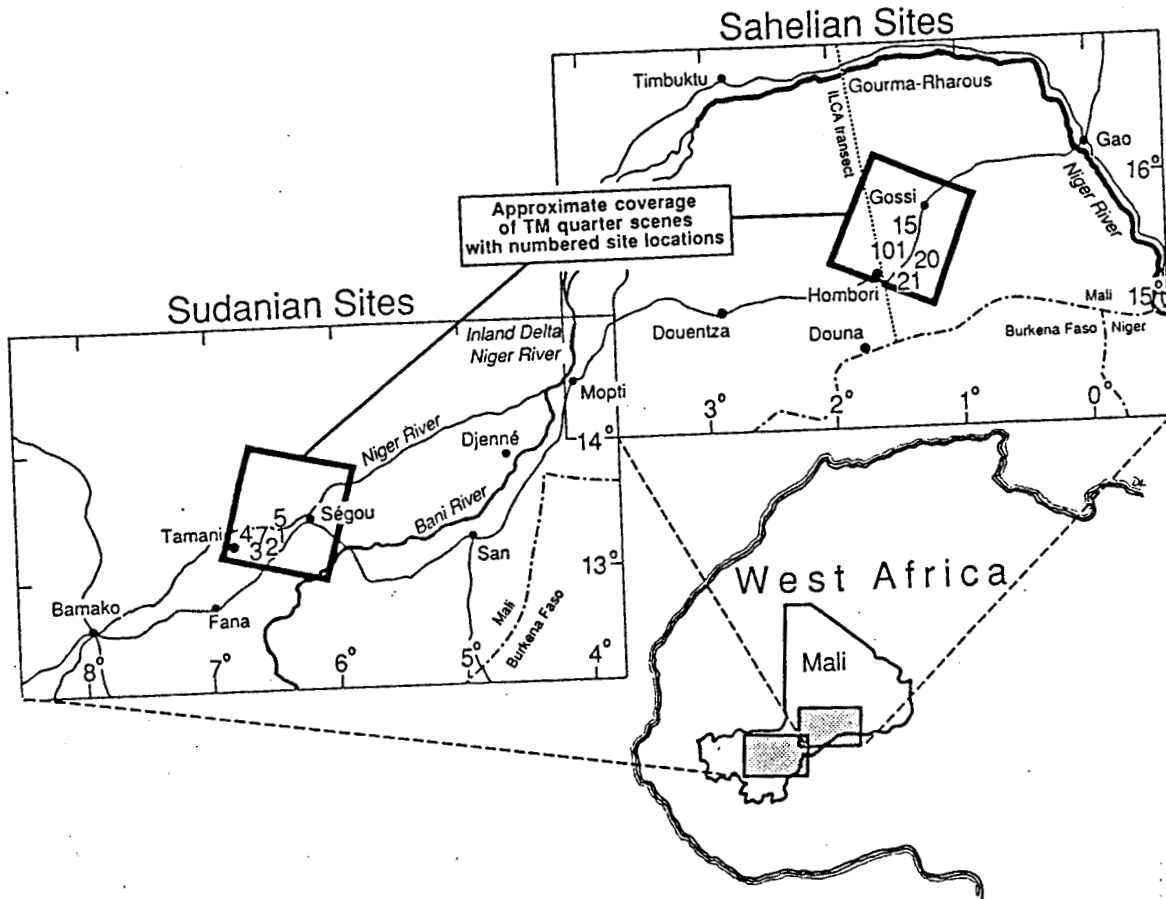 Sahelian Sites
Timbuktu
Gourma-Rharous
ILCA transect
Gao
16°
Niger River
Gossi
15
101
20
21
Hombori
Approximate coverage
of TM quarter scenes
with numbered site locations
Mali
15°
Burkena Faso
Niger
Douentza
Douna
3°
2°
1°
0°
Sudanian Sites
Inland Delta
Niger River
Mopti
14°
Niger River
Djenné
Bani River
5
Ségou
Tamani
4 7 1
3 2
San
13°
Bamako
Fana
Mali
Burkena Faso
8°
7°
6°
5°
4°
West Africa
Mali